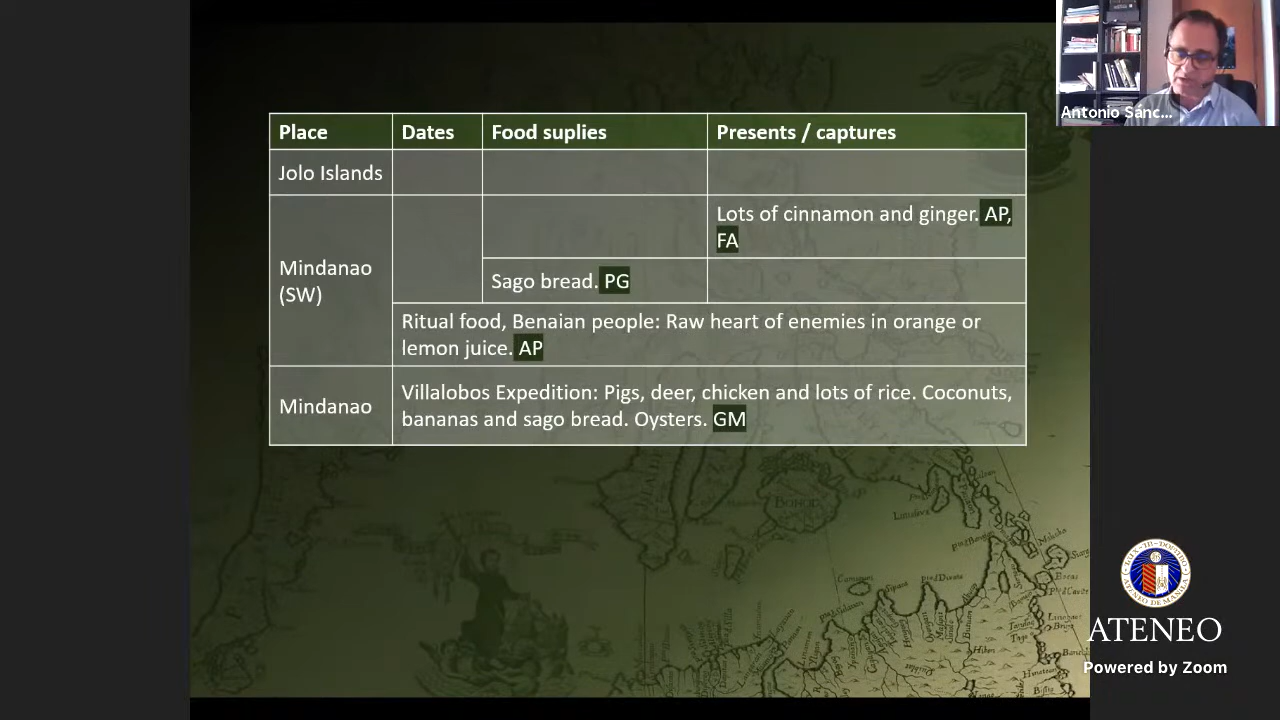 Place Dates Food suplies Presents / captures
Jolo Islands
Mindanao
(SW)
Lots of cinnamon and ginger. AP,
FA
Sago bread. PG
Ritual food, Benaian people: Raw heart of enemies in orange or
lemon juice. AP
Mindanao
Villalobos Expedition: Pigs, deer, chicken and lots of rice. Coconuts,
bananas and sago bread. Oysters. GM
Antonio Sánc...
BOHOL
ATENEO
Powered by Zoom